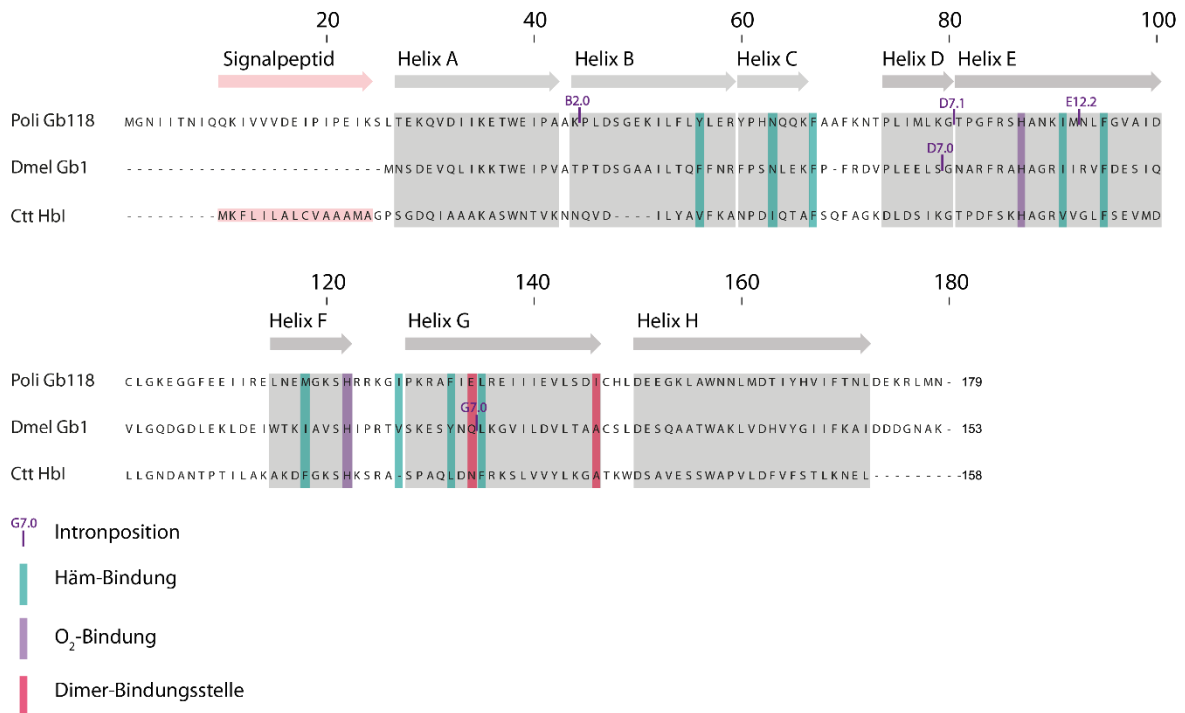 20 40 60 80 100
Signalpeptid Helix A Helix B Helix C Helix D Helix E
B2.0 D7.1 E12.2
Poli Gb118 MGNIITNIQQKIVVVDEIPIPEIKSLTEKQVDIIKETWEIPAAKPLDSGEKILFLYLERYPHNQQKFAAFKNTPLIMLKGTPGFRSHANKIMNLFGVAID
D7.0
Dmel Gb1 -------------------------MNSDEVQLIKKTWEIPVATPTDSGAAILTQFFNRFPSNLEKFP-FRDVPLEELSGNARFRAHAGRIIRVFDESIQ
Ctt HbI ---------MKFLILALCVAAAMAGPSGDQIAAAKASWNTVKNNQVD----ILYAVFKANPDIQTAFSQFAGKDLDSIKGTPDFSKHAGRVVGLFSEVMD
120 140 160 180
Helix F Helix G Helix H
Poli Gb118 CLGKEGGFEEIIRELNEMGKSHRRKGIPKRAFIELREIIIEVLSDICHLDEEGKLAWNNLMDTIYHVIFTNLDEKRLMN- 179
G7.0
Dmel Gb1 VLGQDGDLEKLDEIWTKIAVSHIPRTVSKESYNQLKGVILDVLTAACSLDESQAATWAKLVDHVYGIIFKAIDDDGNAK- 153
Ctt HbI LLGNDANTPTILAKAKDFGKSHKSRA-SPAQLDNFRKSLVVYLKGATKWDSAVESSWAPVLDFVFSTLKNEL--------- 158
G7.0 Intronposition
Häm-Bindung
O₂-Bindung
Dimer-Bindungsstelle